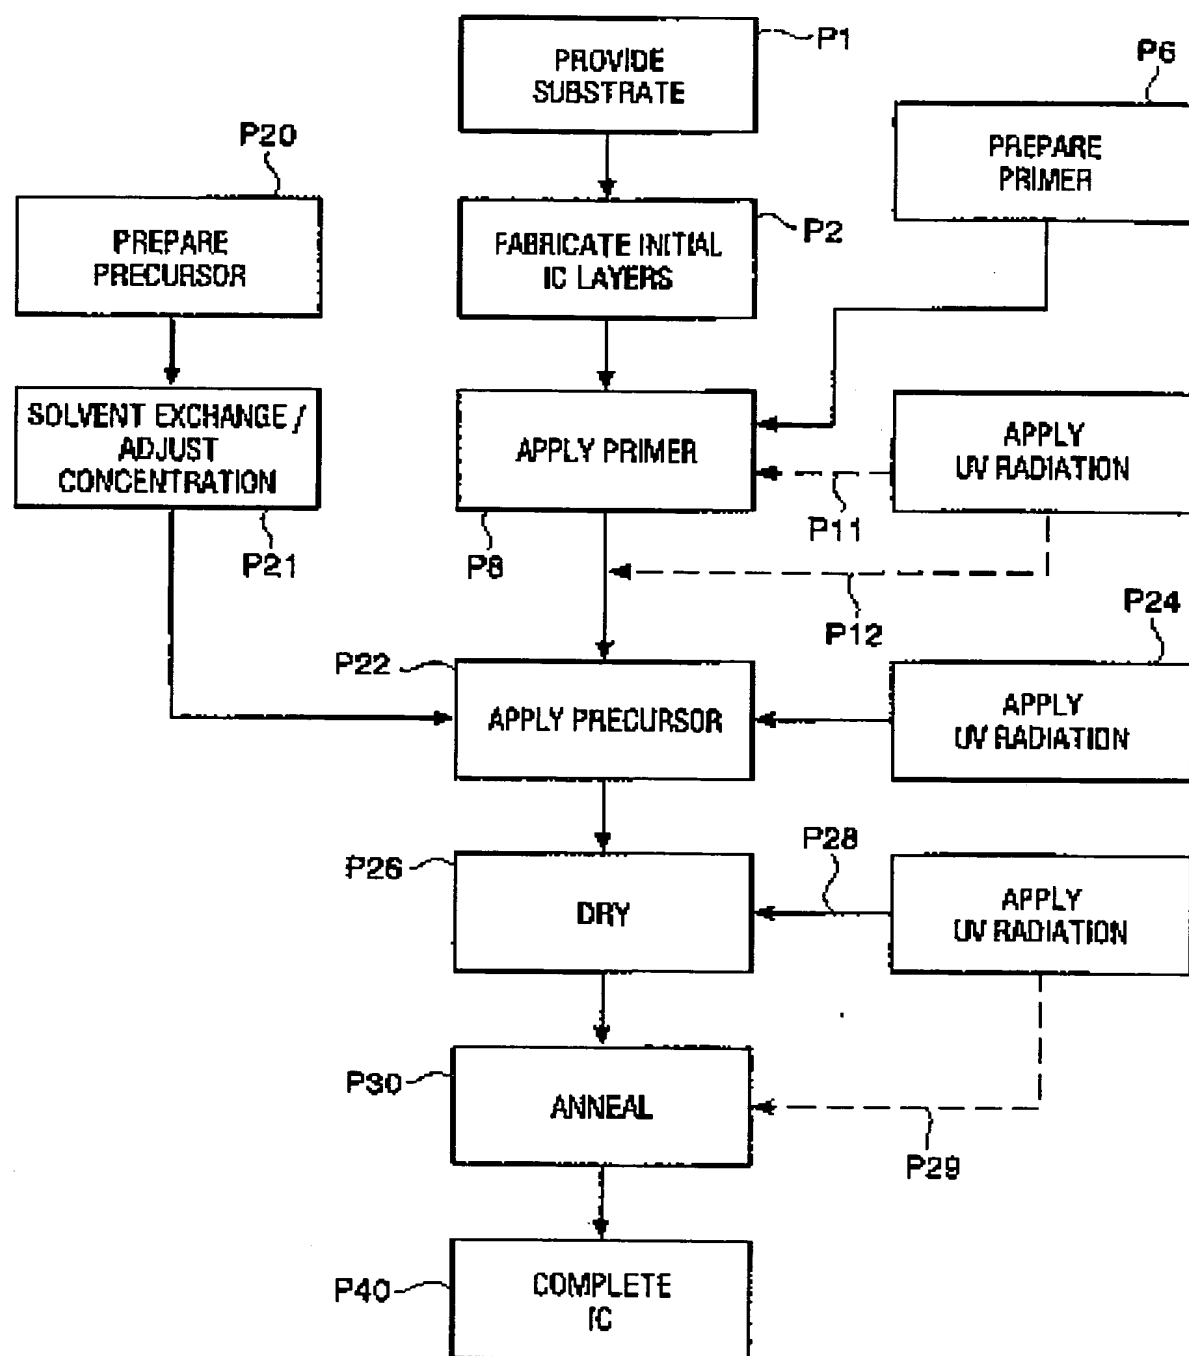 PROVIDE
SUBSTRATE
P1
P6
PREPARE
PRIMER
P20
PREPARE
PRECURSOR
FABRICATE INITIAL
IC LAYERS
P2
SOLVENT EXCHANGE /
ADJUST
CONCENTRATION
P21
APPLY PRIMER
P8
APPLY
UV RADIATION
P11
P12
P24
P22
APPLY PRECURSOR
APPLY
UV RADIATION
P26
DRY
P28
APPLY
UV RADIATION
P30
ANNEAL
P29
P40
COMPLETE
IC